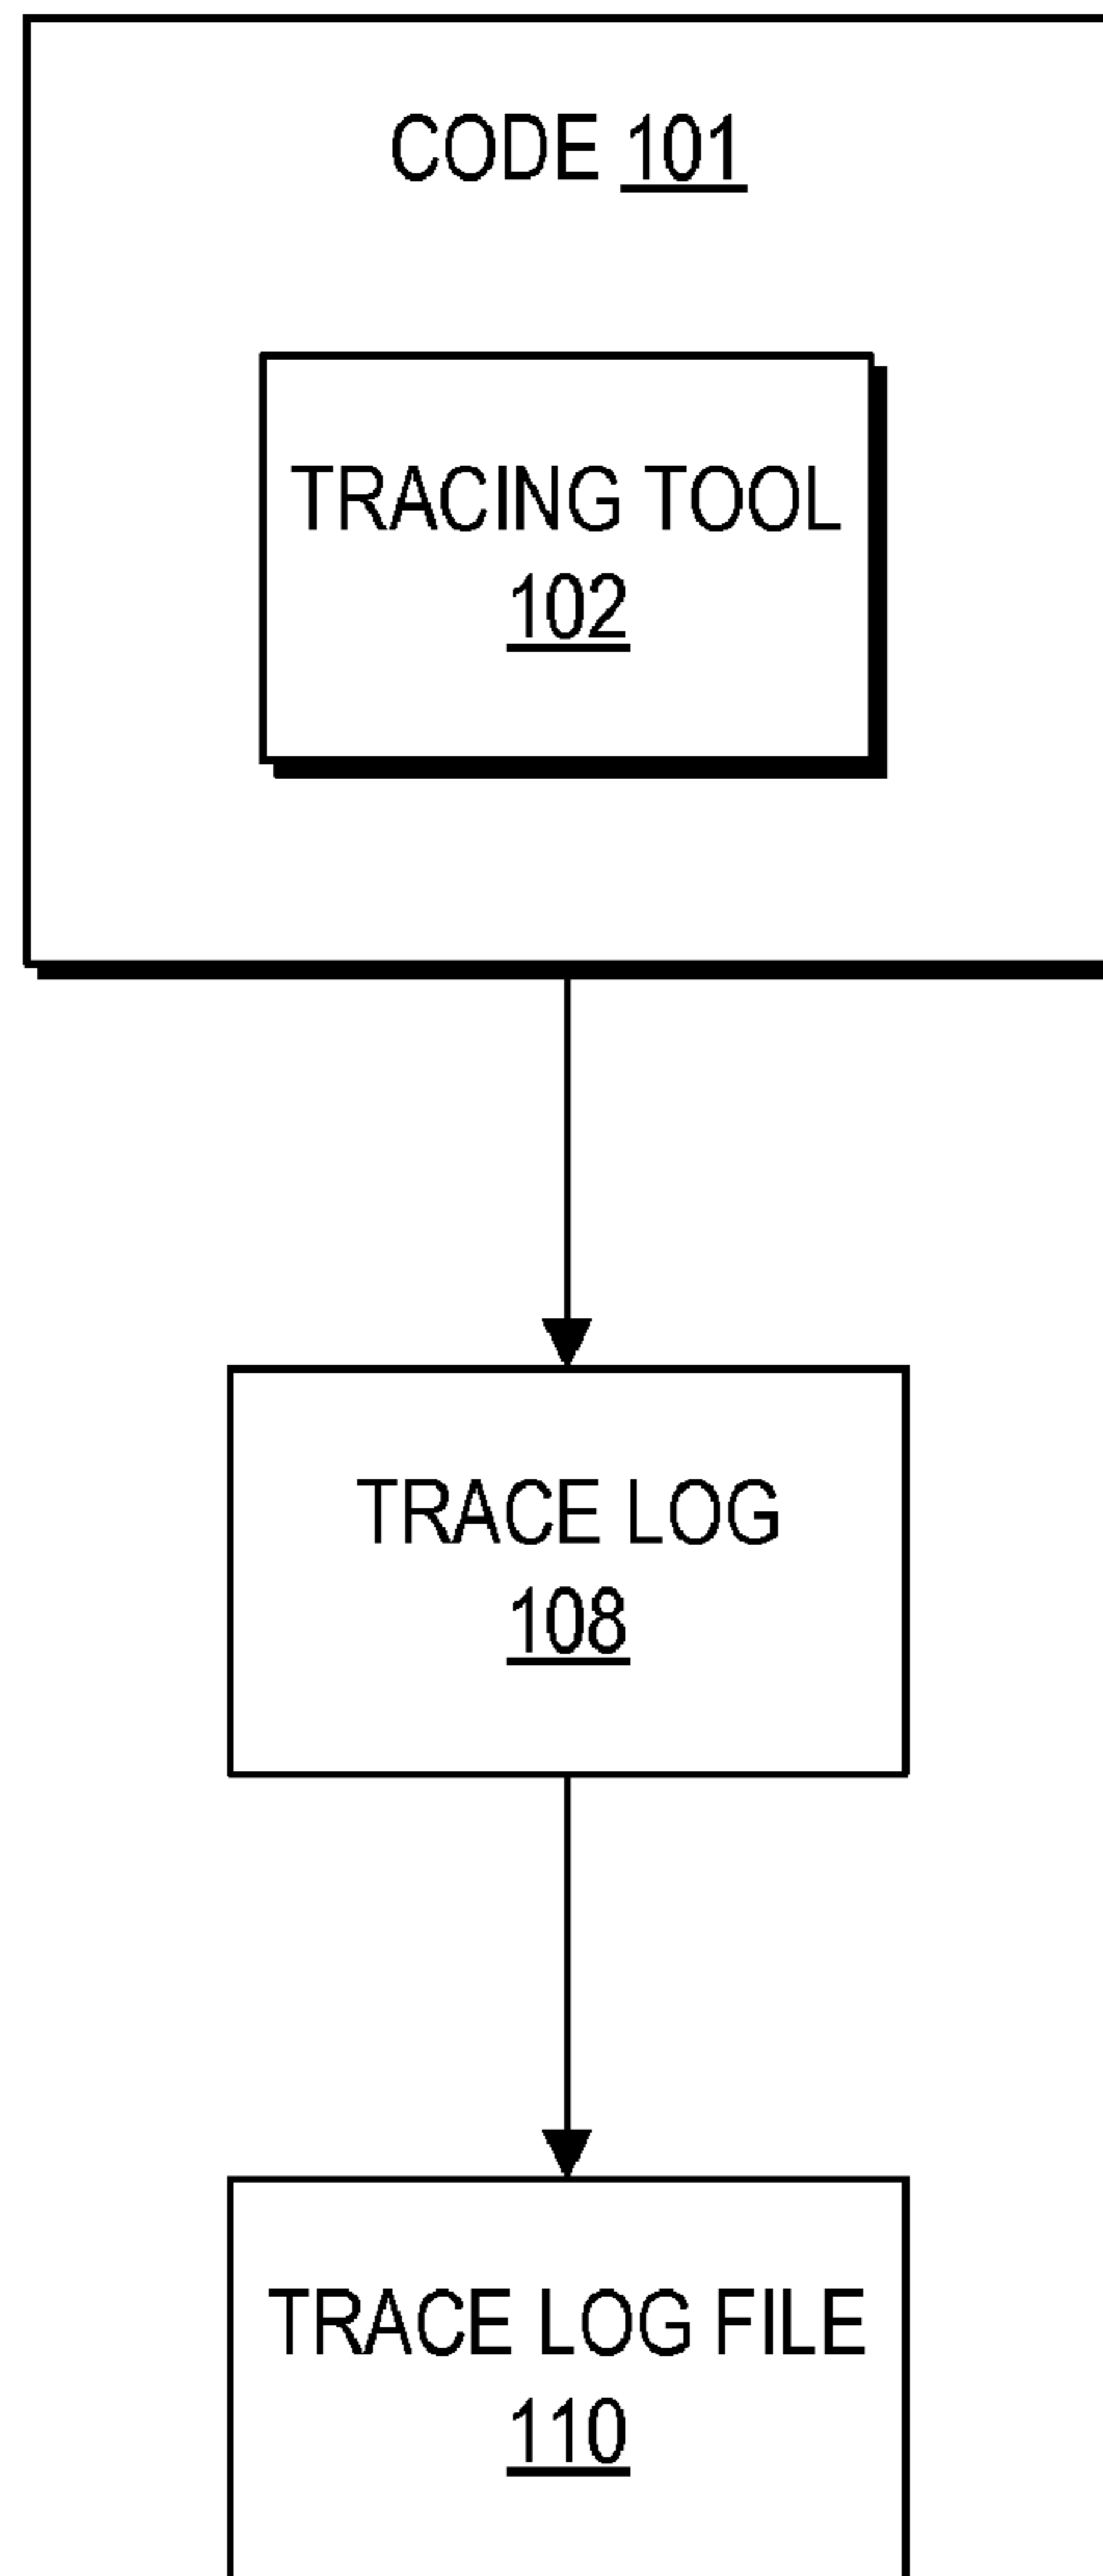 CODE 101
TRACING TOOL
102
TRACE LOG
108
TRACE LOG FILE
110